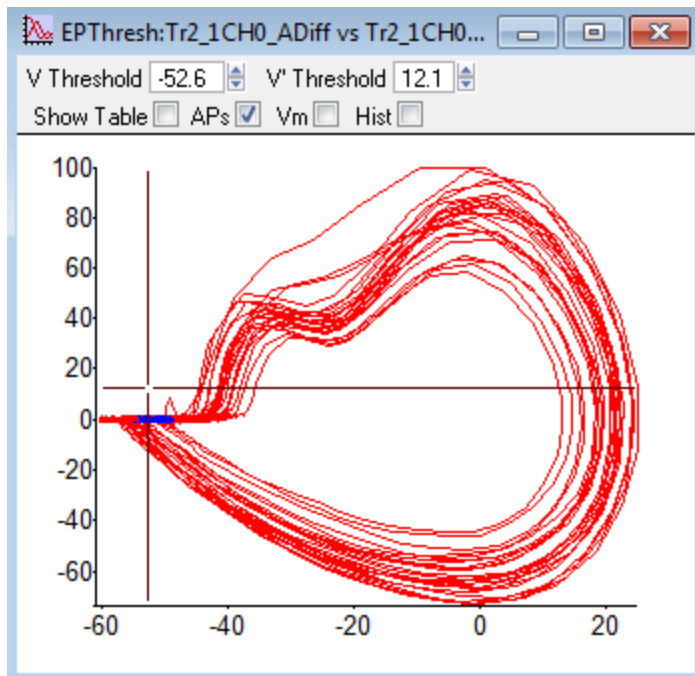 EPThresh:Tr2_1CH0_ADiff vs Tr2_1CH0...
V Threshold -52.6 V' Threshold 12.1
Show Table APs Vm Hist
100
80
60
40
20
0
-20
-40
-60
-60 -40 -20 0 20